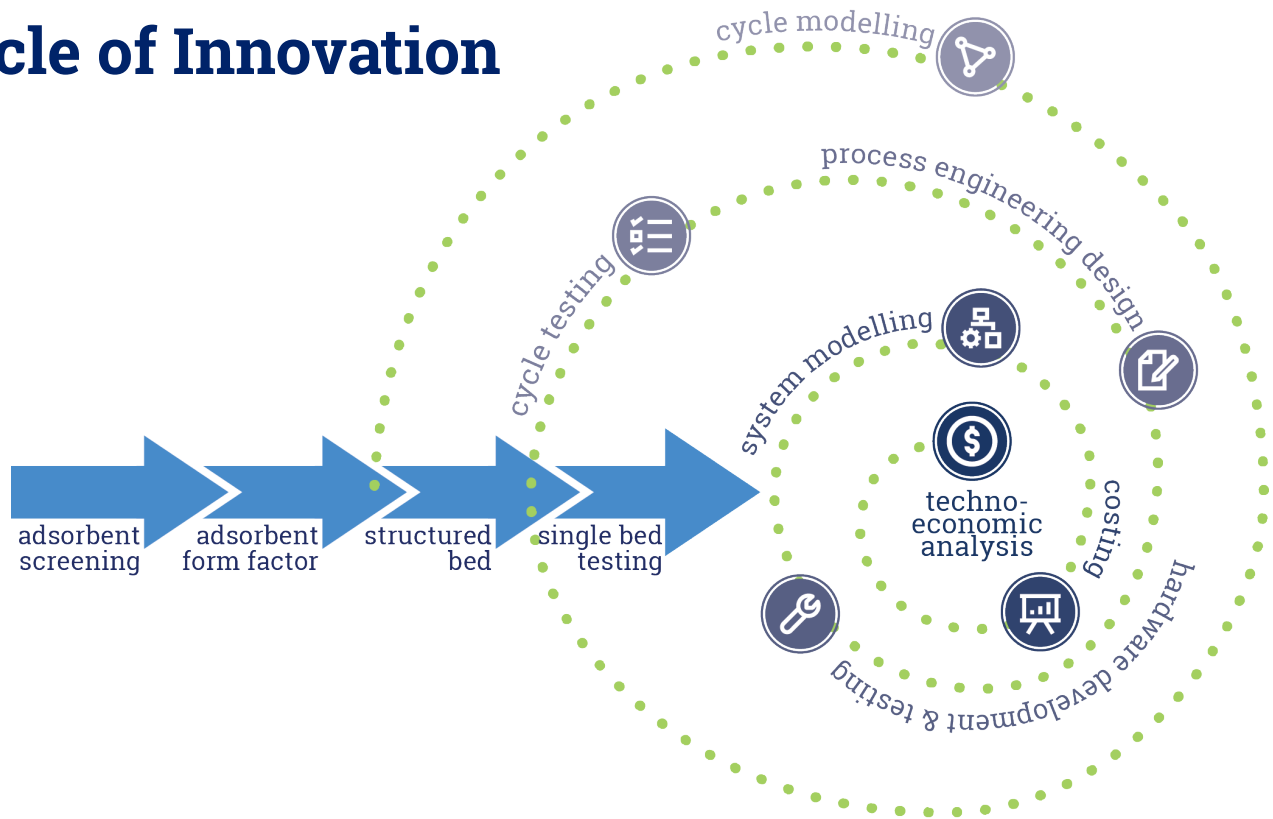 cle of Innovation
cycle modelling
process engineering design
cycle testing
system modelling
$
techno-
economic
analysis
costing
hardware development & testing
adsorbent
screening
adsorbent
form factor
structured
bed
single bed
testing